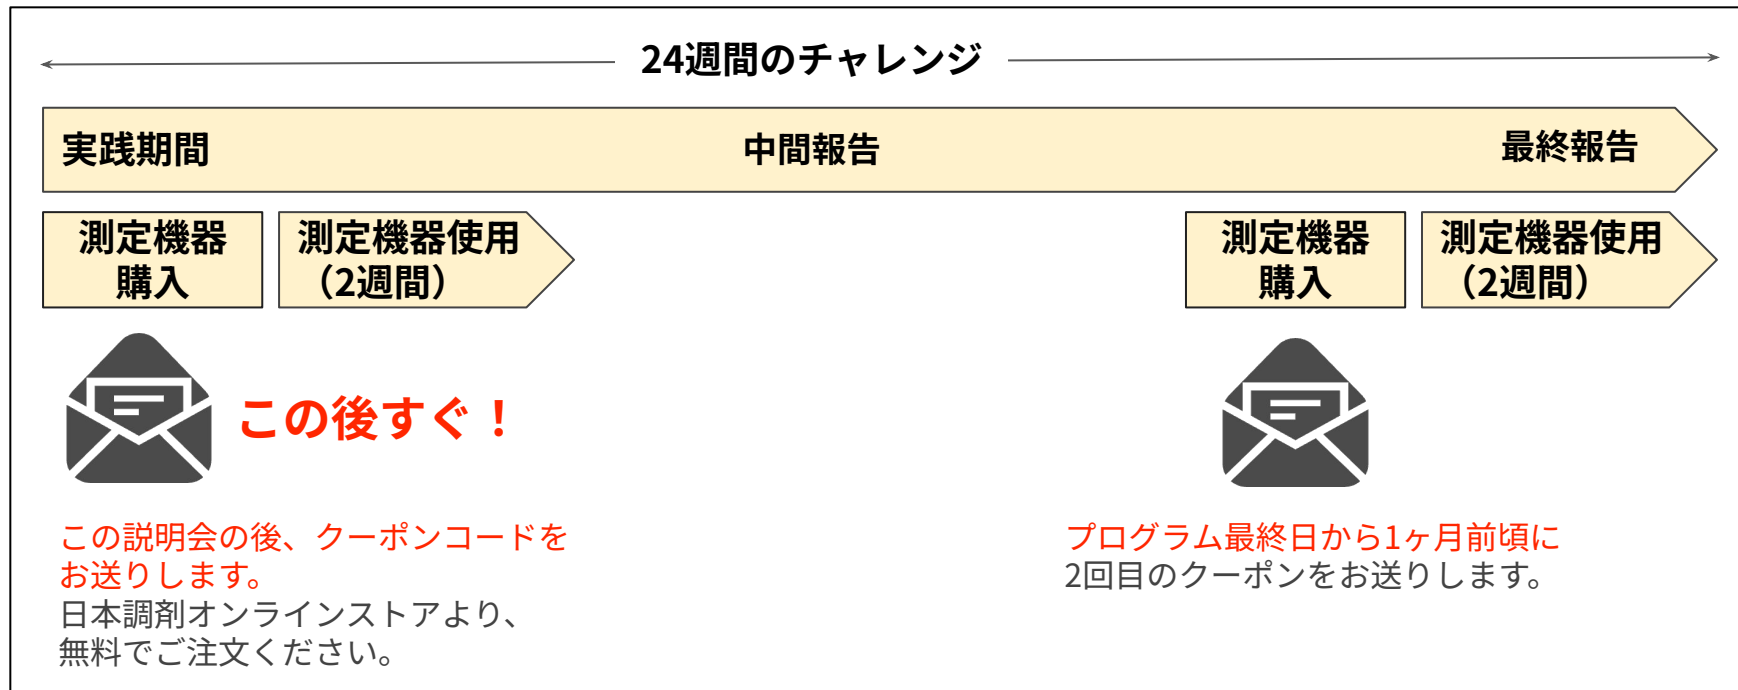 24週間のチャレンジ
実践期間
中間報告
最終報告
測定機器
購入
測定機器使用
（2週間）
測定機器
購入
測定機器使用
（2週間）
この後すぐ！
この説明会の後、クーポンコードを
お送りします。
日本調剤オンラインストアより、
無料でご注文ください。
プログラム最終日から1ヶ月前頃に
2回目のクーポンをお送りします。